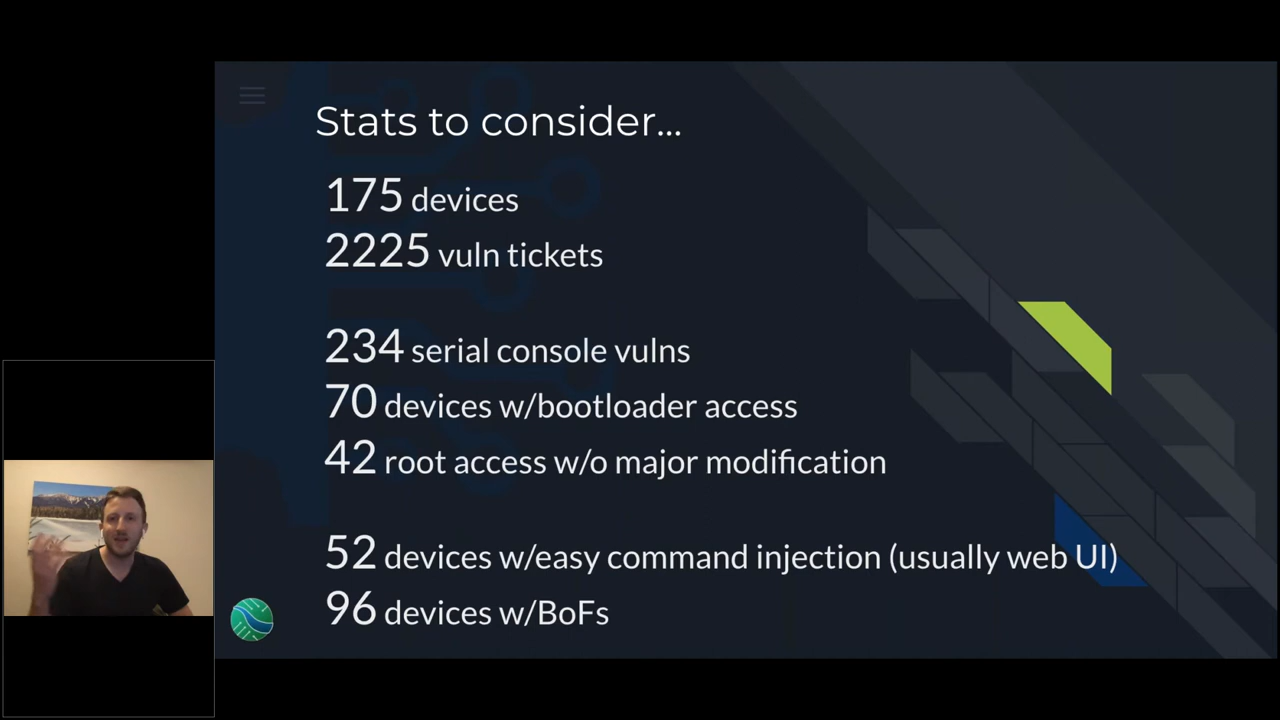 Stats to consider...
175 devices
2225 vuln tickets
234 serial console vulns
70 devices w/bootloader access
42 root access w/o major modification
52 devices w/easy command injection (usually web UI)
96 devices w/BoFs